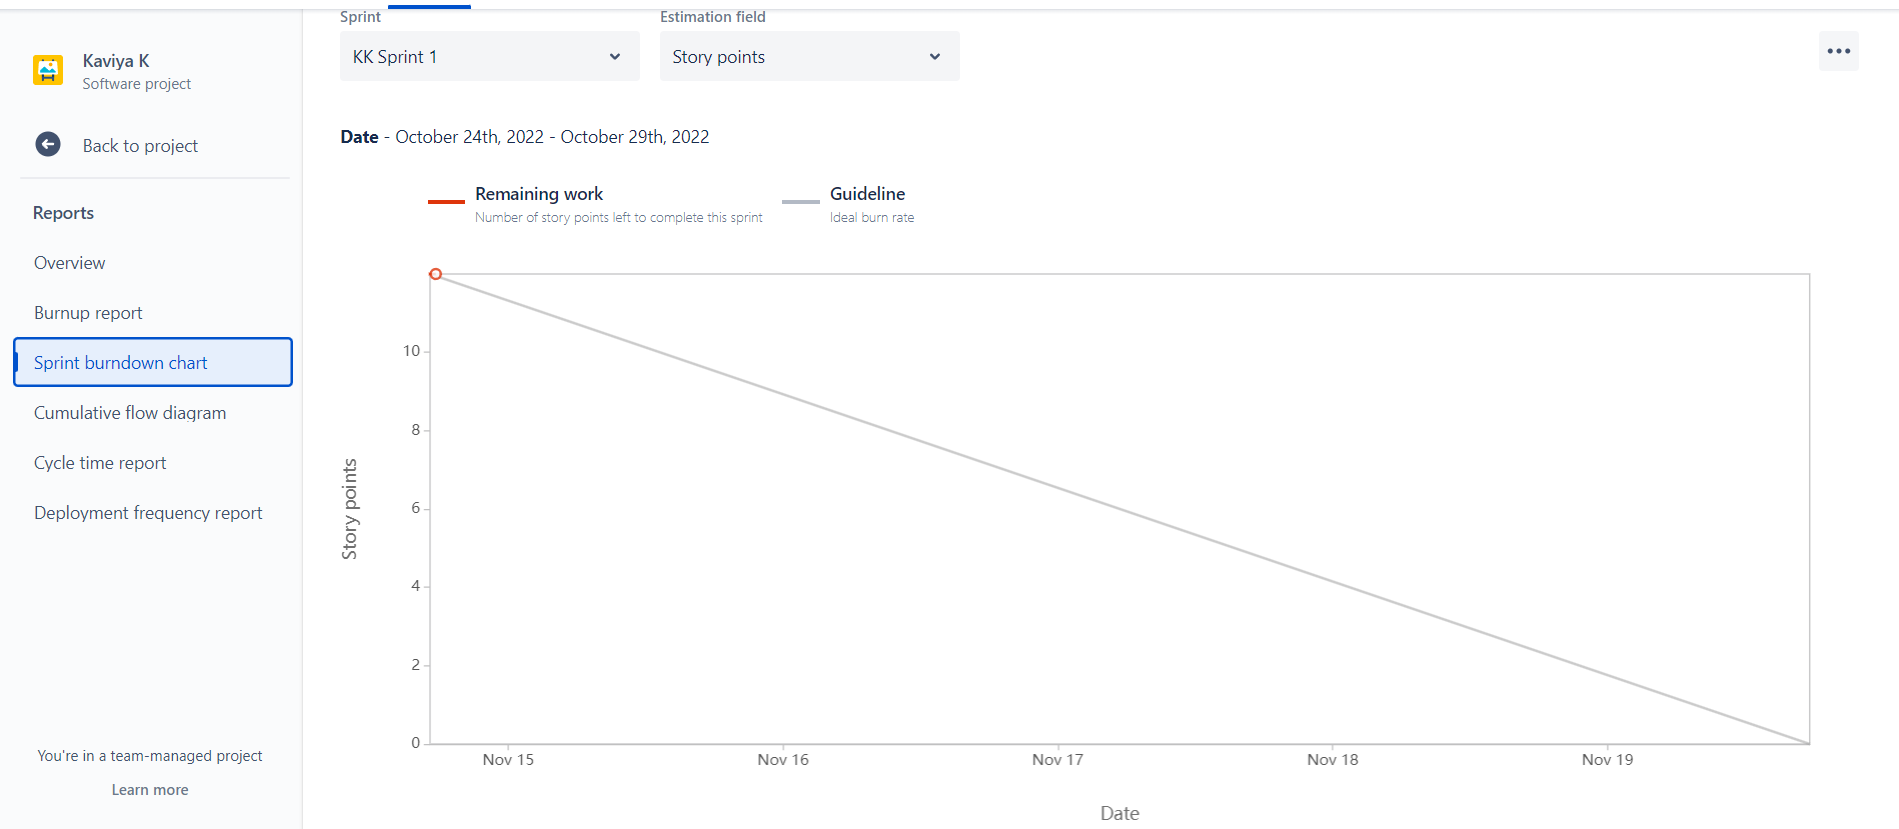 Kaviya K
Software project
Back to project
Reports
Overview
Burnup report
Sprint burndown chart
Cumulative flow diagram
Cycle time report
Deployment frequency report
You're in a team-managed project
Learn more
Sprint
Estimation field
KK Sprint 1
Story points
Date - October 24th, 2022 - October 29th, 2022
Remaining work
Number of story points left to complete this sprint
Guideline
Ideal burn rate
Story points
10
8
6
4
2
0
Nov 15
Nov 16
Nov 17
Nov 18
Nov 19
Date